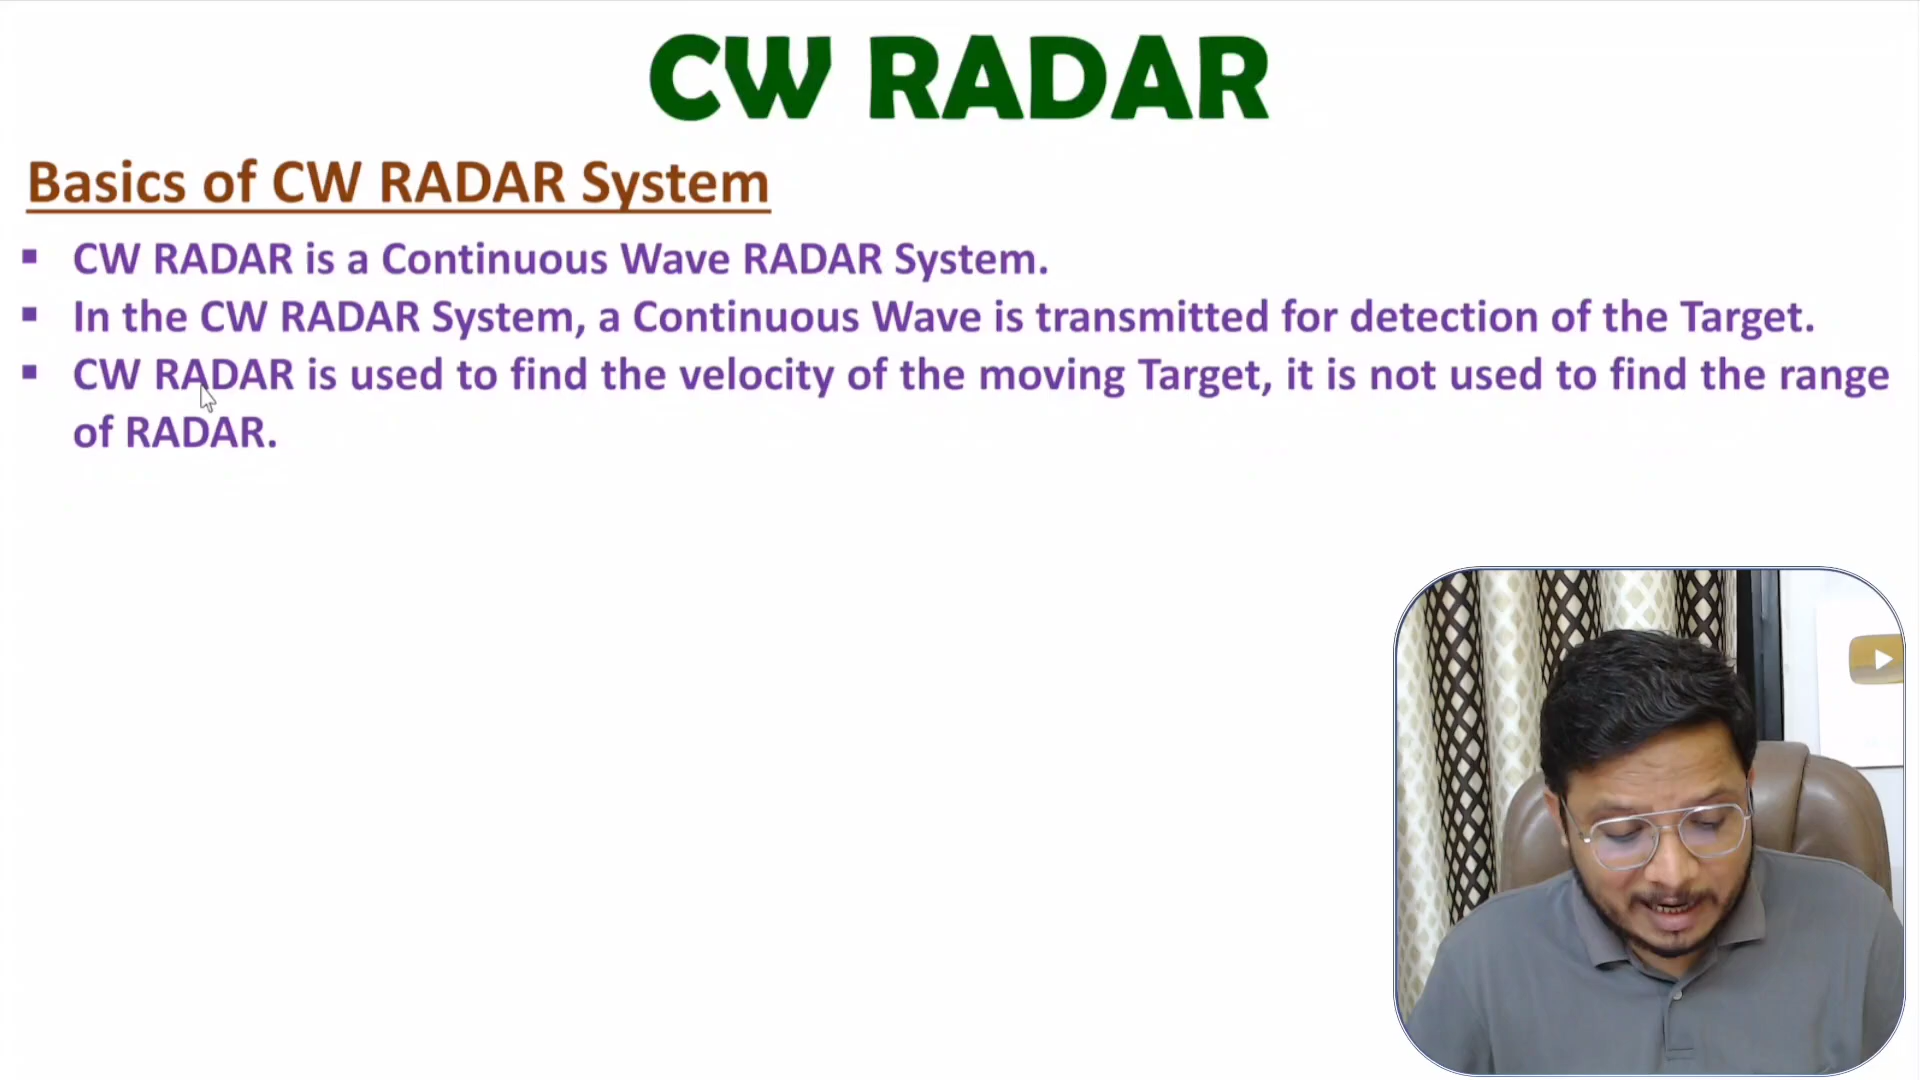 CW RADAR
Basics of CW RADAR System
▪ CW RADAR is a Continuous Wave RADAR System.
▪ In the CW RADAR System, a Continuous Wave is transmitted for detection of the Target.
▪ CW RADAR is used to find the velocity of the moving Target, it is not used to find the range
of RADAR.